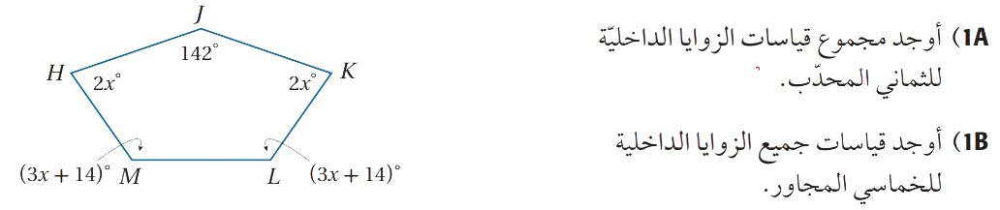 1A) أوجد مجموع قياسات الزوايا الداخليّة
للثماني المحدّب.
1B) أوجد قياسات جميع الزوايا الداخلية
للخماسي المجاور.
J
142°
H
2x°
2x°
K
(3x + 14)°
M
L
(3x + 14)°